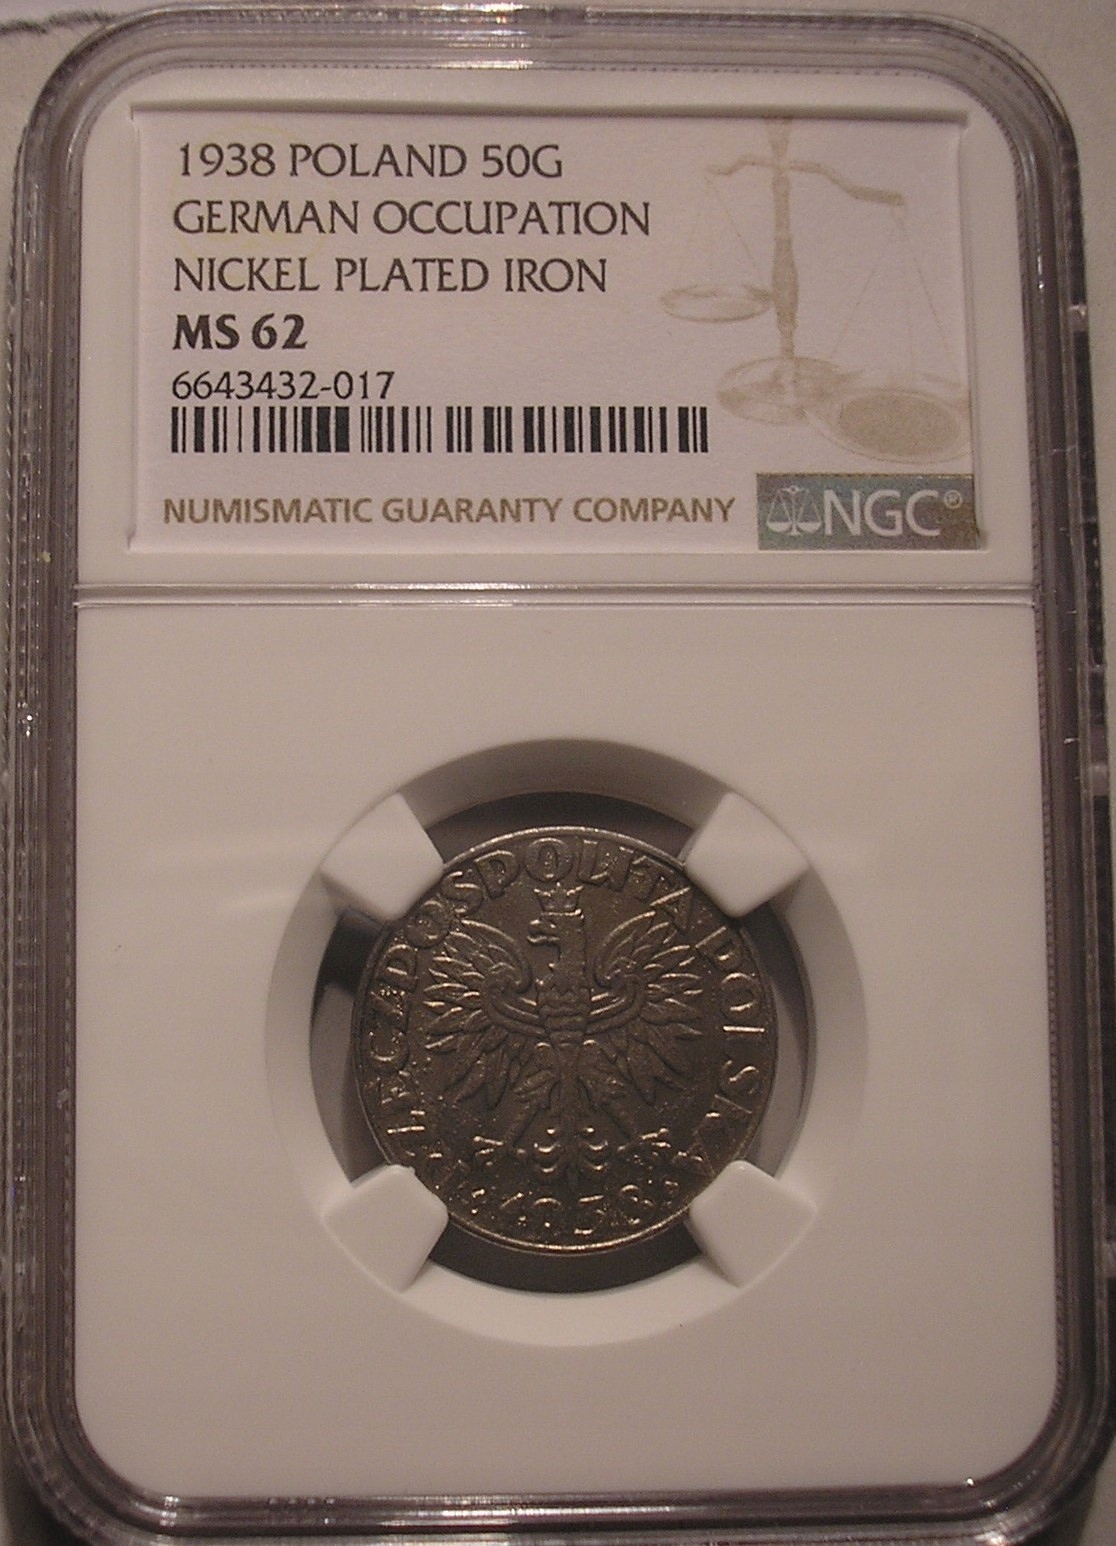 1938 POLAND 50G
GERMAN OCCUPATION
NICKEL PLATED IRON
MS 62
6643432-017
NUMISMATIC GUARANTY COMPANY
NGC®
RZECZPOSPOLITA POLSKA
1938